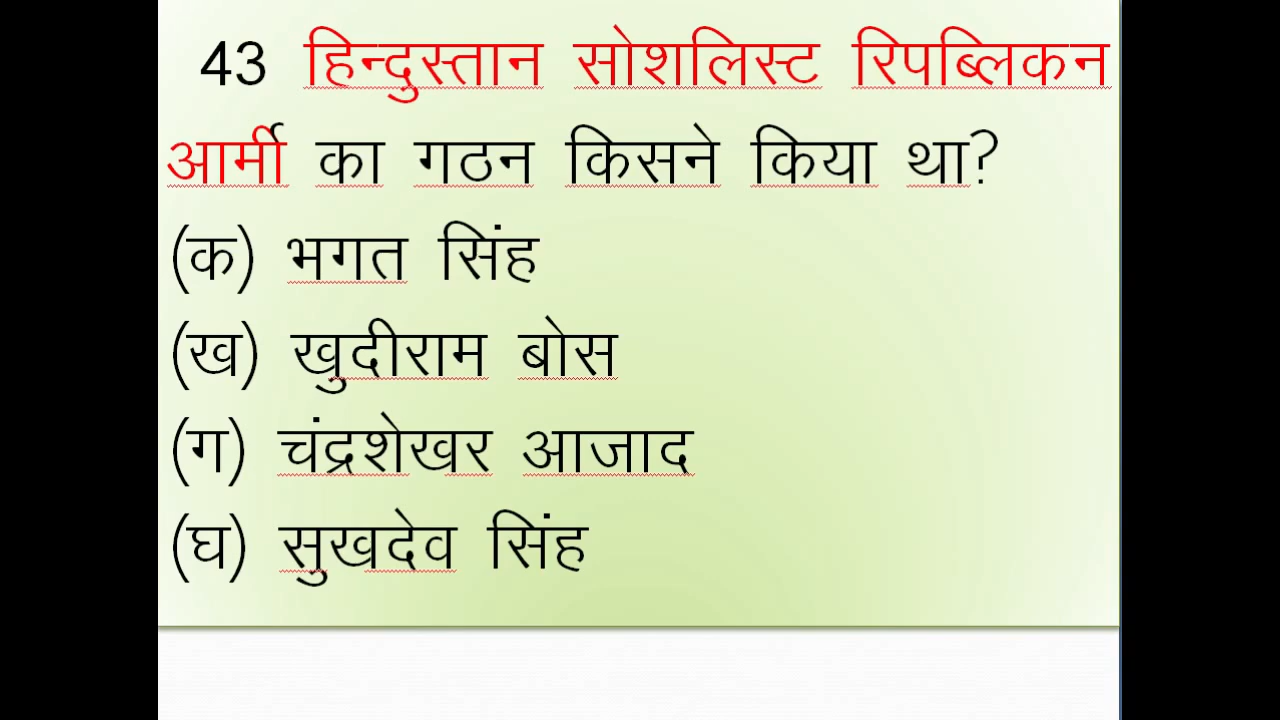 43 हिन्दुस्तान सोशलिस्ट रिपब्लिकन
आर्मी का गठन किसने किया था?
(क) भगत सिंह
(ख) खुदीराम बोस
(ग) चंद्रशेखर आजाद
(घ) सुखदेव सिंह